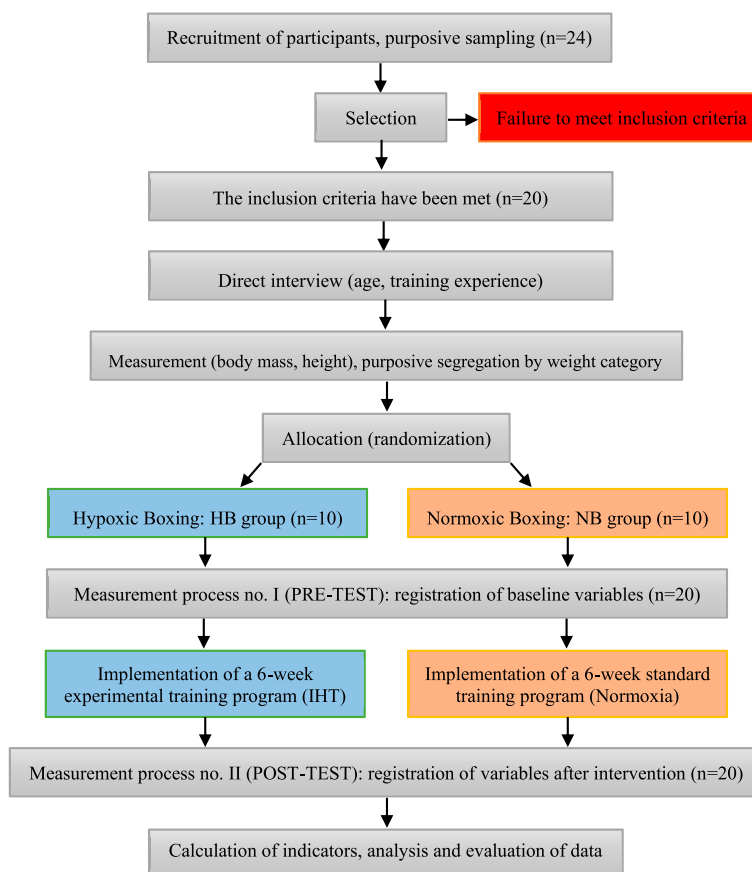 Recruitment of participants, purposive sampling (n=24)
Selection
Failure to meet inclusion criteria
The inclusion criteria have been met (n=20)
Direct interview (age, training experience)
Measurement (body mass, height), purposive segregation by weight category
Allocation (randomization)
Hypoxic Boxing: HB group (n=10)
Normoxic Boxing: NB group (n=10)
Measurement process no. I (PRE-TEST): registration of baseline variables (n=20)
Implementation of a 6-week
experimental training program (IHT)
Implementation of a 6-week standard
training program (Normoxia)
Measurement process no. II (POST-TEST): registration of variables after intervention (n=20)
Calculation of indicators, analysis and evaluation of data